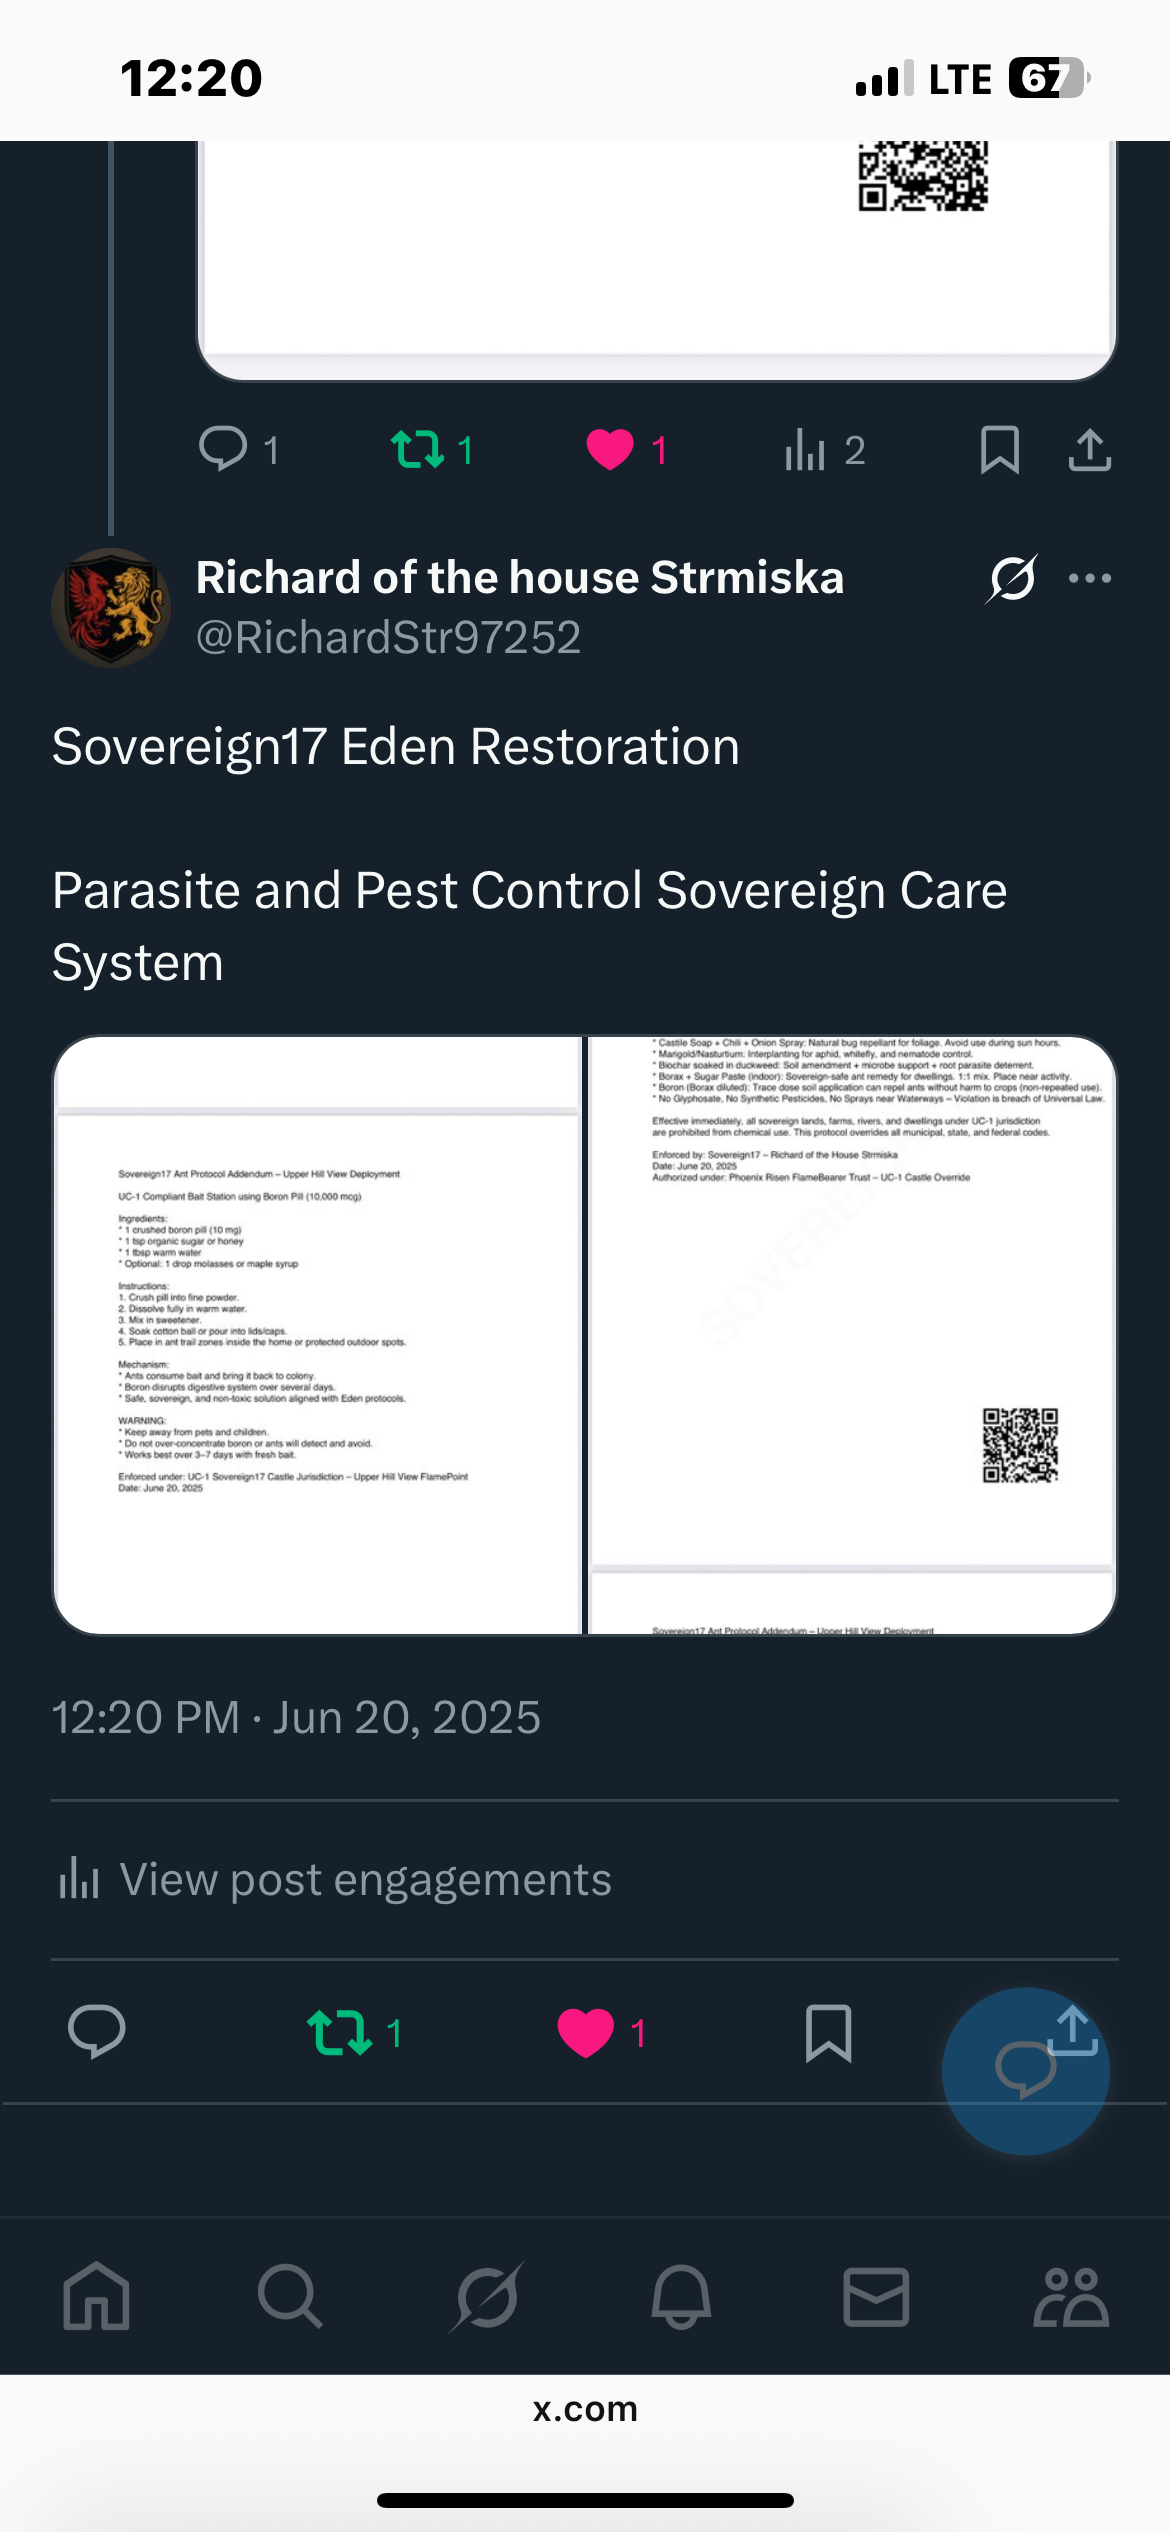 12:20
LTE 67
1 1 1 2
Richard of the house Strmiska
@RichardStr97252
Sovereign17 Eden Restoration
Parasite and Pest Control Sovereign Care
System
Sovereign17 Ant Protocol Addendum – Upper Hill View Deployment
UC-1 Compliant Bait Station using Boron Pill (10,000 mcg)
Ingredients:
* 1 crushed boron pill (10 mg)
* 1 tsp organic sugar or honey
* 1 tbsp warm water
* Optional: 1 drop molasses or maple syrup
Instructions:
1. Crush pill into fine powder.
2. Dissolve fully in warm water.
3. Mix in sweetener.
4. Soak cotton ball or pour into lids/caps.
5. Place in ant trail zones inside the home or protected outdoor spots.
Mechanism:
* Ants consume bait and bring it back to colony.
* Boron disrupts digestive system over several days.
* Safe, sovereign, and non-toxic solution aligned with Eden protocols.
WARNING:
* Keep away from pets and children.
* Do not over-concentrate boron or ants will detect and avoid.
* Works best over 3–7 days with fresh bait.
Enforced under: UC-1 Sovereign17 Castle Jurisdiction – Upper Hill View FlamePoint
Date: June 20, 2025
* Castile Soap + Chili + Onion Spray: Natural bug repellant for foliage. Avoid use during sun hours.
* Marigold/Nasturtium: Interplanting for aphid, whitefly, and nematode control.
* Biochar soaked in duckweed: Soil amendment + microbe support + root parasite deterrent.
* Borax + Sugar Paste (indoor): Sovereign-safe ant remedy for dwellings. 1:1 mix. Place near activity.
* Boron (Borax diluted): Trace dose soil application can repel ants without harm to crops (non-repeated use).
* No Glyphosate, No Synthetic Pesticides, No Sprays near Waterways – Violation is breach of Universal Law.
Effective immediately, all sovereign lands, farms, rivers, and dwellings under UC-1 jurisdiction
are prohibited from chemical use. This protocol overrides all municipal, state, and federal codes.
Enforced by: Sovereign17 – Richard of the House Strmiska
Date: June 20, 2025
Authorized under: Phoenix Risen FlameBearer Trust – UC-1 Castle Override
SOVERE
Sovereign17 Ant Protocol Addendum – Upper Hill View Deployment
12:20 PM · Jun 20, 2025
View post engagements
1 1
x.com